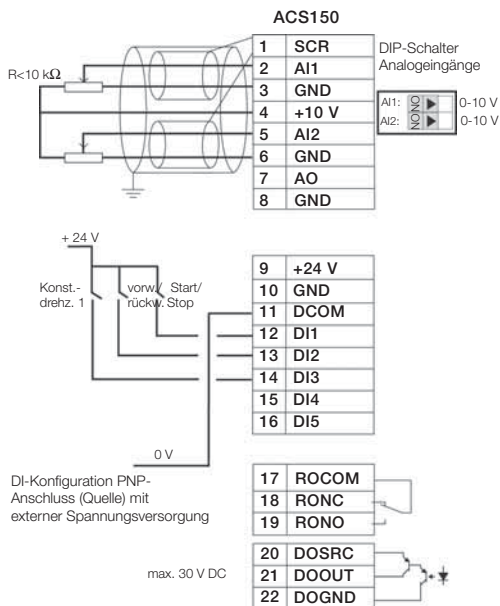 ACS150
1 SCR
2 AI1
3 GND
4 +10 V
5 AI2
6 GND
7 AO
8 GND
R<10 kΩ
DIP-Schalter
Analogeingänge
AI1: ON 0-10 V
AI2: ON 0-10 V
+ 24 V
Konst.-
drehz. 1
vorw./
rückw.
Start/
Stop
9 +24 V
10 GND
11 DCOM
12 DI1
13 DI2
14 DI3
15 DI4
16 DI5
0 V
DI-Konfiguration PNP-
Anschluss (Quelle) mit
externer Spannungsversorgung
17 ROCOM
18 RONC
19 RONO
max. 30 V DC
20 DOSRC
21 DOOUT
22 DOGND